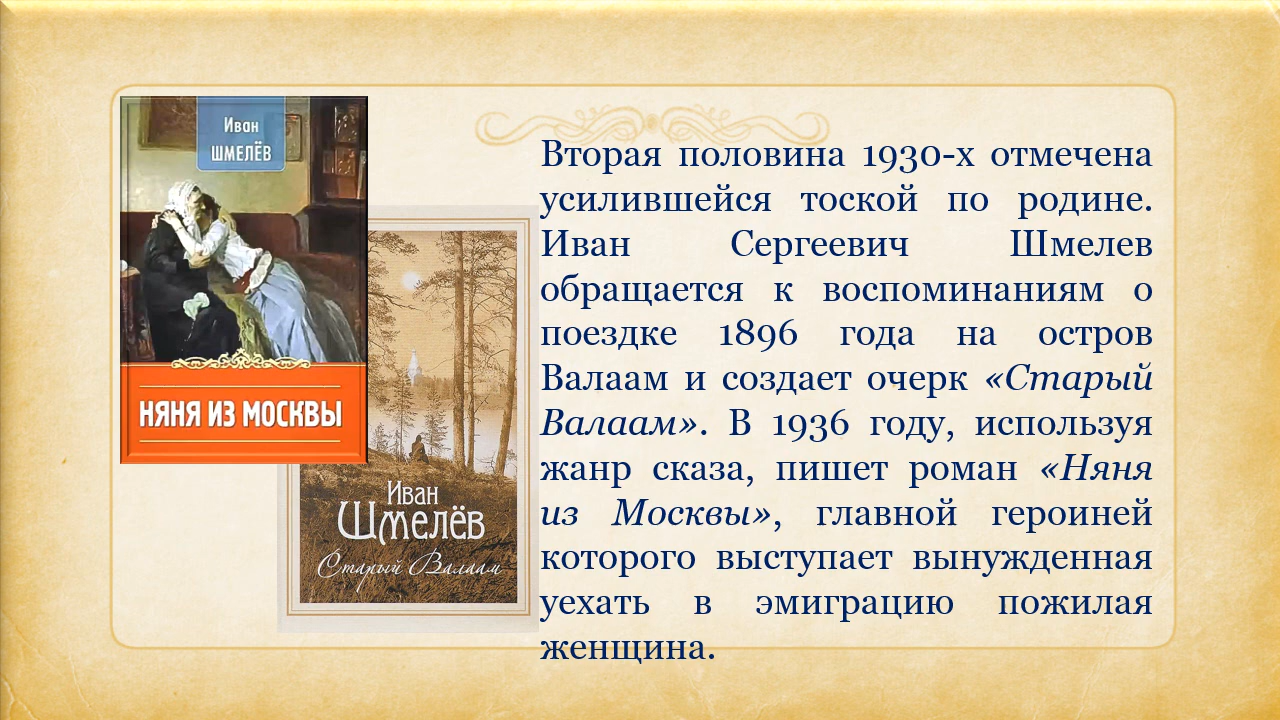 Иван
ШМЕЛЁВ
НЯНЯ ИЗ МОСКВЫ
Иван
Шмелёв
Старый Валаам
Вторая половина 1930-х отмечена
усилившейся тоской по родине.
Иван Сергеевич Шмелев
обращается к воспоминаниям о
поездке 1896 года на остров
Валаам и создает очерк «Старый
Валаам». В 1936 году, используя
жанр сказа, пишет роман «Няня
из Москвы», главной героиней
которого выступает вынужденная
уехать в эмиграцию пожилая
женщина.